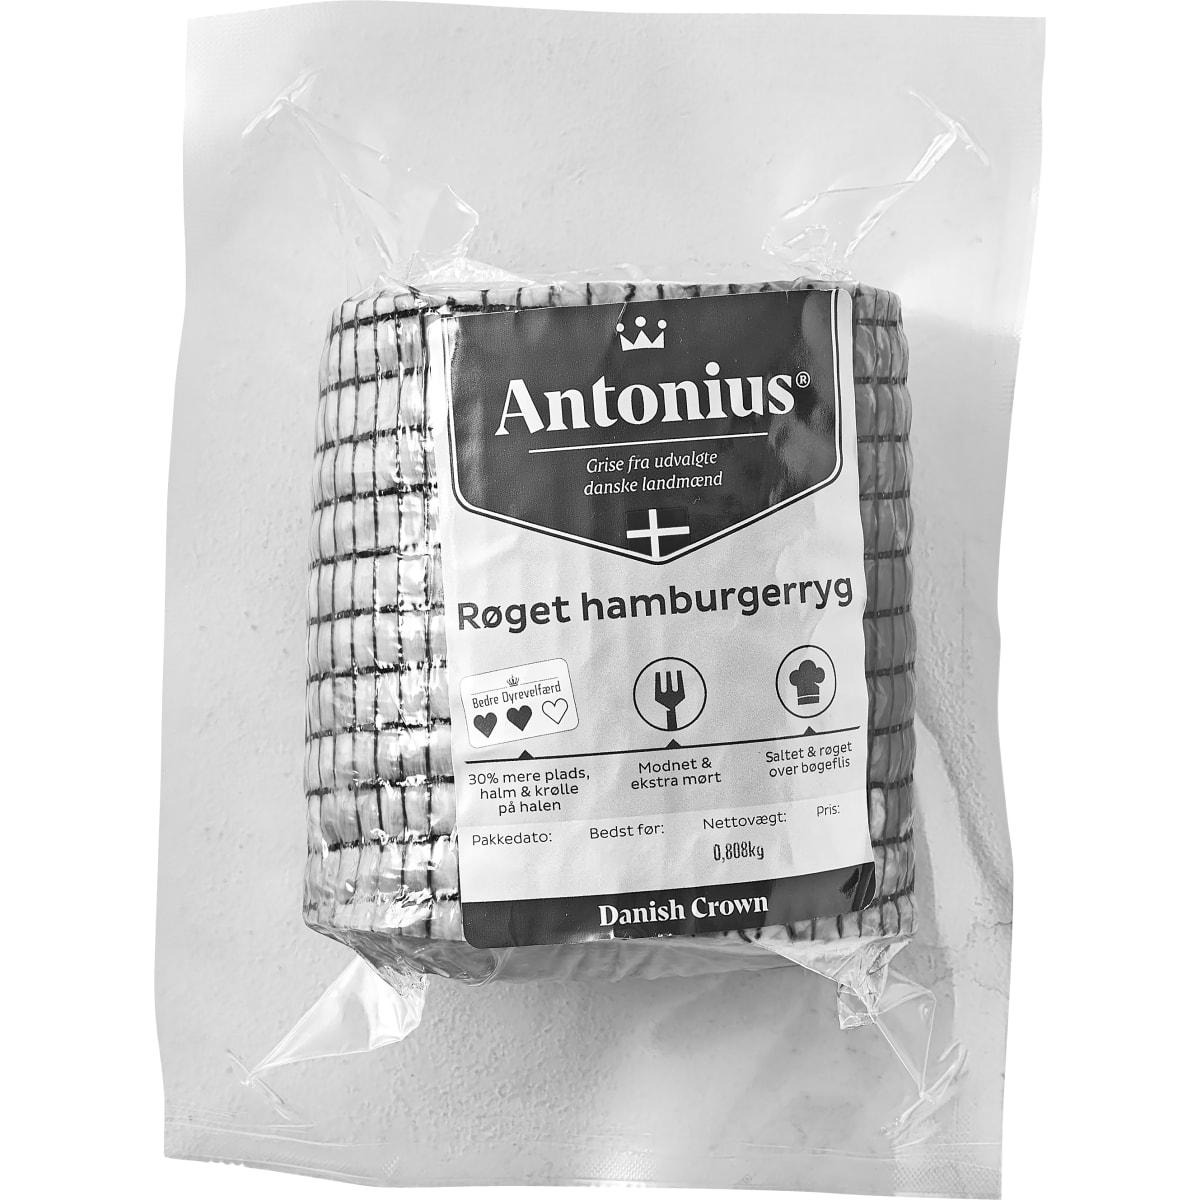 Antonius®
Grise fra udvalgte
danske landmænd
Røget hamburgerryg
Bedre Dyrevelfærd
30% mere plads,
halm & krølle
på halen
Modnet &
ekstra mørt
Saltet & røget
over bøgeflis
Pakkedato: Bedst før: Nettovægt: Pris:
0,808kg
Danish Crown